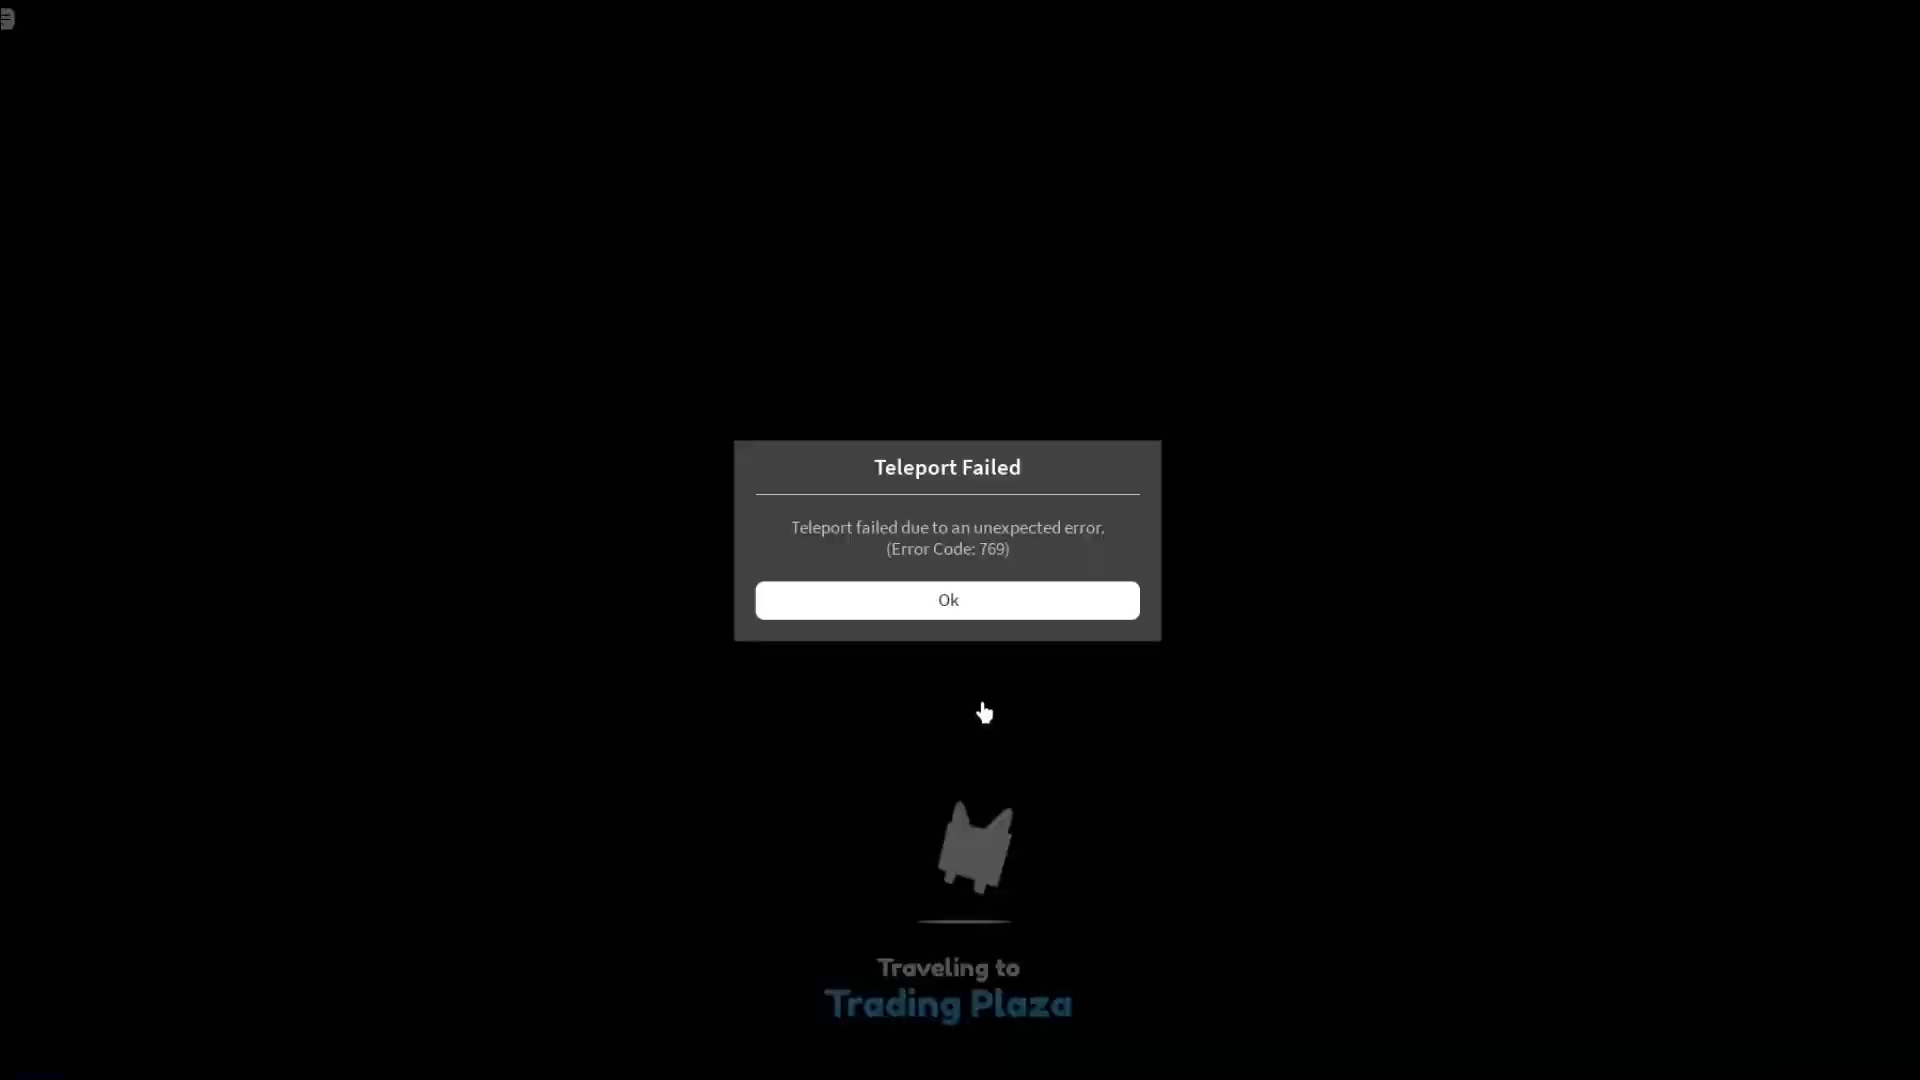 Teleport Failed
Teleport failed due to an unexpected error.
(Error Code: 769)
Ok
Traveling to
Trading Plaza